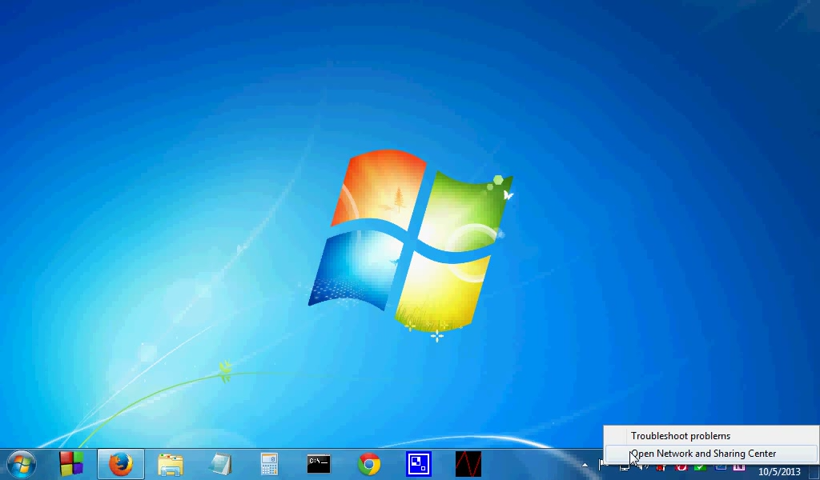 Troubleshoot problems
Open Network and Sharing Center
C:\_
10/5/2013